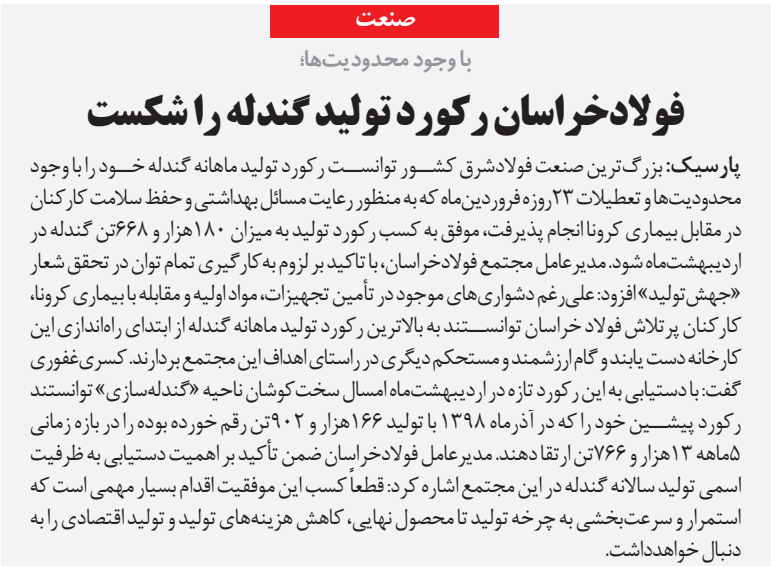 صنعت
با وجود محدودیت‌ها؛
فولادخراسان رکورد تولید گندله را شکست
پارسیک: بزرگ‌ترین صنعت فولادشرق کشــور توانســت رکورد تولید ماهانه گندله خــود را با وجود
محدودیت‌ها و تعطیلات ۲۳روزه فروردین‌ماه که به منظور رعایت مسائل بهداشتی و حفظ سلامت کارکنان
در مقابل بیماری کرونا انجام پذیرفت، موفق به کسب رکورد تولید به میزان ۱۸۰هزار و ۶۶۸تن گندله در
اردیبهشت‌ماه شود. مدیرعامل مجتمع فولادخراسان، با تاکید بر لزوم به‌کارگیری تمام توان در تحقق شعار
«جهش‌تولید» افزود: علی‌رغم دشواری‌های موجود در تأمین تجهیزات، مواد اولیه و مقابله با بیماری کرونا،
کارکنان پرتلاش فولاد خراسان توانســتند به بالاترین رکورد تولید ماهانه گندله از ابتدای راه‌اندازی این
کارخانه دست یابند و گام ارزشمند و مستحکم دیگری در راستای اهداف این مجتمع بردارند. کسری‌غفوری
گفت: با دستیابی به این رکورد تازه در اردیبهشت‌ماه امسال سخت‌کوشان ناحیه «گندله‌سازی» توانستند
رکورد پیشــین خود را که در آذرماه ۱۳۹۸ با تولید ۱۶۶هزار و ۹۰۲تن رقم خورده بوده را در بازه زمانی
۵ماهه ۱۳هزار و ۷۶۶تن ارتقا دهند. مدیرعامل فولادخراسان ضمن تأکید بر اهمیت دستیابی به ظرفیت
اسمی تولید سالانه گندله در این مجتمع اشاره کرد: قطعاً کسب این موفقیت اقدام بسیار مهمی است که
استمرار و سرعت‌بخشی به چرخه تولید تا محصول نهایی، کاهش هزینه‌های تولید و تولید اقتصادی را به
دنبال خواهدداشت.